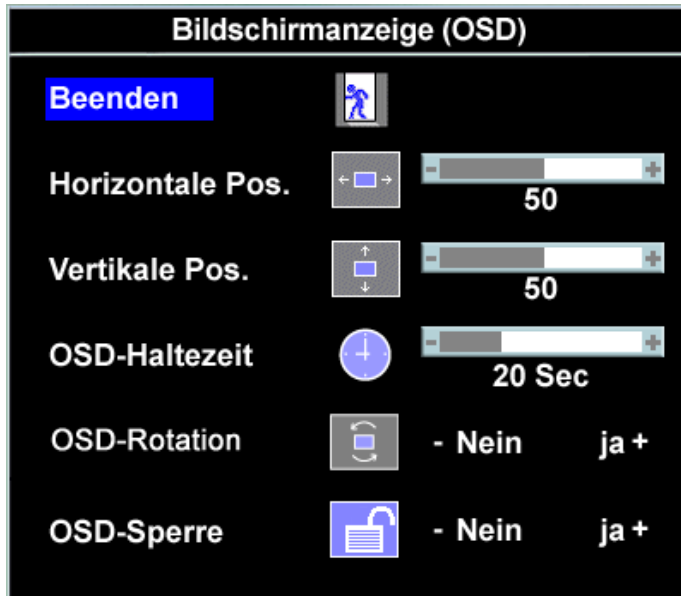 Bildschirmanzeige (OSD)
Beenden
Horizontale Pos. - +
50
Vertikale Pos. - +
50
OSD-Haltezeit - +
20 Sec
OSD-Rotation - Nein ja +
OSD-Sperre - Nein ja +